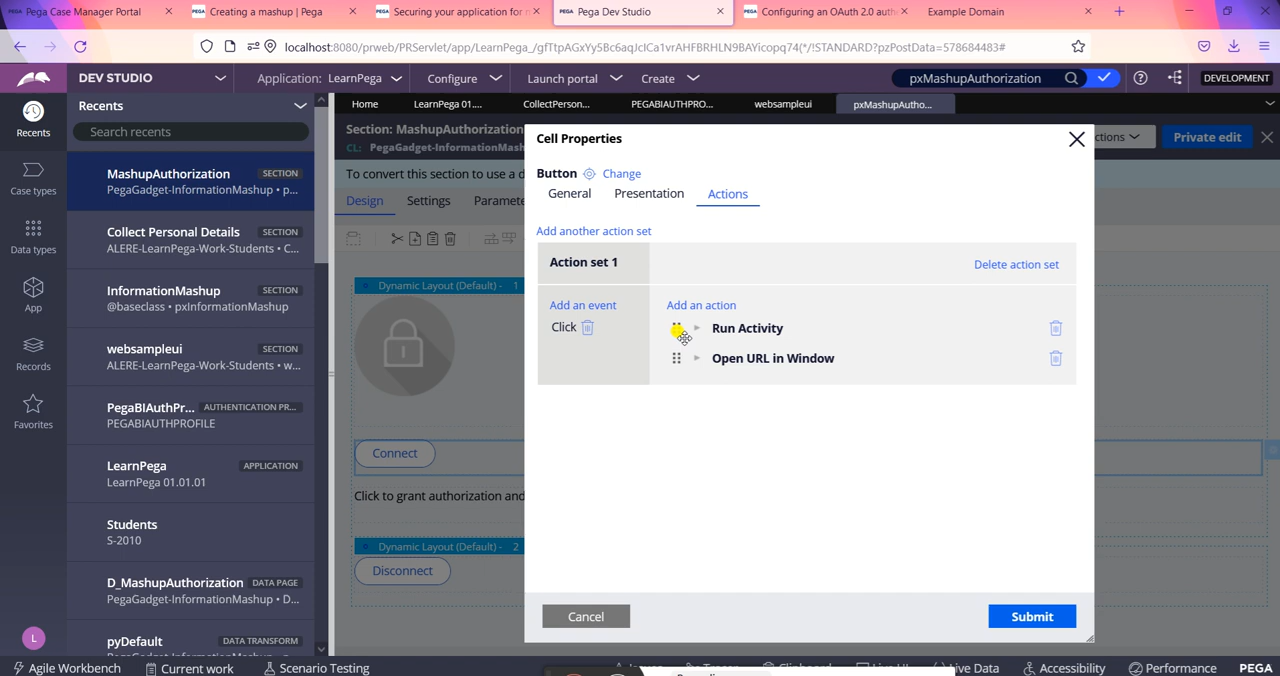 Pega Case Manager Portal
Creating a mashup | Pega
Securing your application for m
Pega Dev Studio
Configuring an OAuth 2.0 auth
Example Domain
localhost:8080/prweb/PRServlet/app/LearnPega_/gfTtpAGxYy5Bc6aqJcICa1vrAHFBRHLN9BAYicopq74(*/!STANDARD?pzPostData=578684483#
DEV STUDIO
Application: LearnPega
Configure
Launch portal
Create
pxMashupAuthorization
DEVELOPMENT
Recents
Home
LearnPega 01....
CollectPerson...
PEGABIAUTHPRO...
websampleui
pxMashupAutho...
Recents
Search recents
Section: MashupAuthorization
CL: PegaGadget-InformationMash
Private edit
To convert this section to use a d
Design
Settings
Paramete
Case types
Data types
App
Records
Favorites
MashupAuthorization SECTION
PegaGadget-InformationMashup • p...
Collect Personal Details SECTION
ALERE-LearnPega-Work-Students • C...
InformationMashup SECTION
@baseclass • pxInformationMashup
websampleui SECTION
ALERE-LearnPega-Work-Students • w...
PegaBIAuthPr... AUTHENTICATION PR...
PEGABIAUTHPROFILE
LearnPega APPLICATION
LearnPega 01.01.01
Students
S-2010
D_MashupAuthorization DATA PAGE
PegaGadget-InformationMashup • D...
pyDefault DATA TRANSFORM
L
Dynamic Layout (Default) - 1
Connect
Click to grant authorization and
Dynamic Layout (Default) - 2
Disconnect
Cell Properties
Button Change
General
Presentation
Actions
Add another action set
Action set 1
Delete action set
Add an event
Click
Add an action
Run Activity
Open URL in Window
Cancel
Submit
Agile Workbench
Current work
Scenario Testing
Live Data
Accessibility
Performance
PEGA